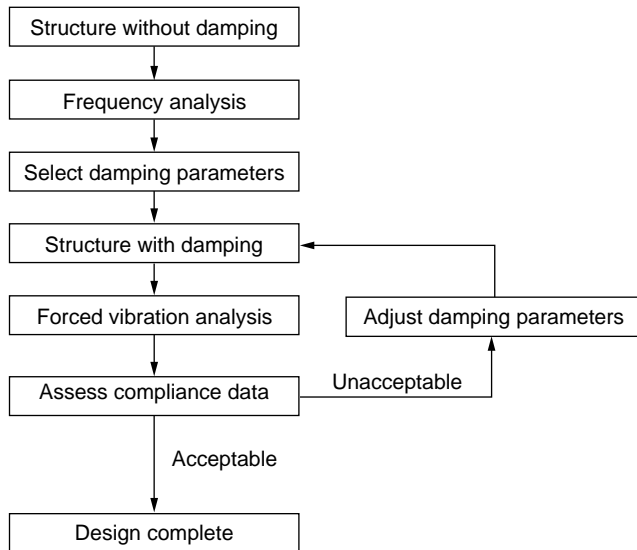 Structure without damping
Frequency analysis
Select damping parameters
Structure with damping
Forced vibration analysis
Adjust damping parameters
Assess compliance data
Unacceptable
Acceptable
Design complete